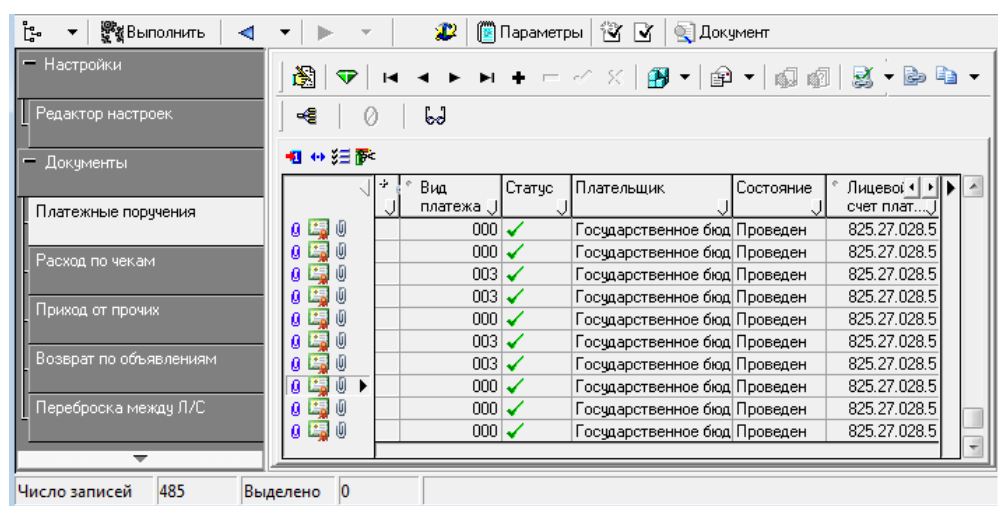 Выполнить Параметры Документ
Настройки
Редактор настроек
Документы
Платежные поручения
Расход по чекам
Приход от прочих
Возврат по объявлениям
Переброска между Л/С
Вид платежа Статус Плательщик Состояние Лицевой счет плат...
000 Государственное бюд Проведен 825.27.028.5
000 Государственное бюд Проведен 825.27.028.5
003 Государственное бюд Проведен 825.27.028.5
003 Государственное бюд Проведен 825.27.028.5
000 Государственное бюд Проведен 825.27.028.5
003 Государственное бюд Проведен 825.27.028.5
003 Государственное бюд Проведен 825.27.028.5
000 Государственное бюд Проведен 825.27.028.5
000 Государственное бюд Проведен 825.27.028.5
000 Государственное бюд Проведен 825.27.028.5
Число записей 485 Выделено 0